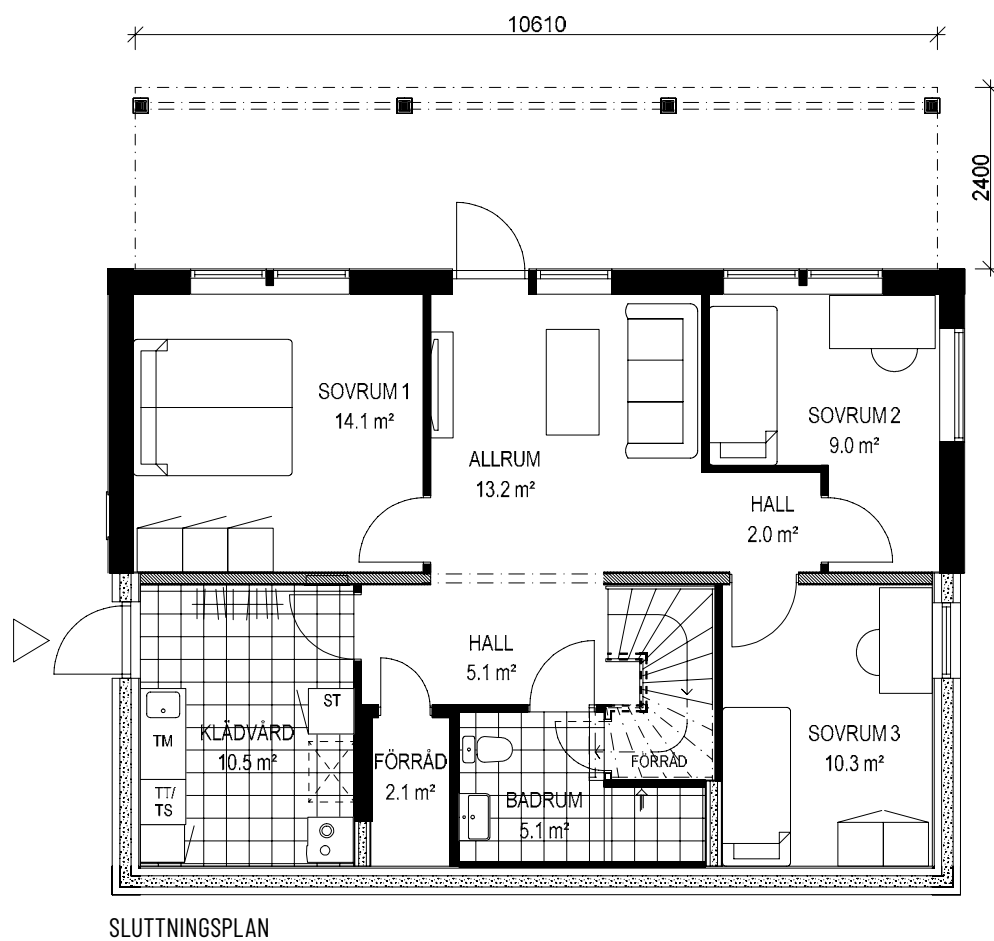 10610
2400
SOVRUM 1
14.1 m²
ALLRUM
13.2 m²
SOVRUM 2
9.0 m²
HALL
2.0 m²
HALL
5.1 m²
ST
TM
KLÄDVÅRD
10.5 m²
TT/
TS
FÖRRÅD
2.1 m²
BADRUM
5.1 m²
FÖRRÅD
SOVRUM 3
10.3 m²
SLUTTNINGSPLAN